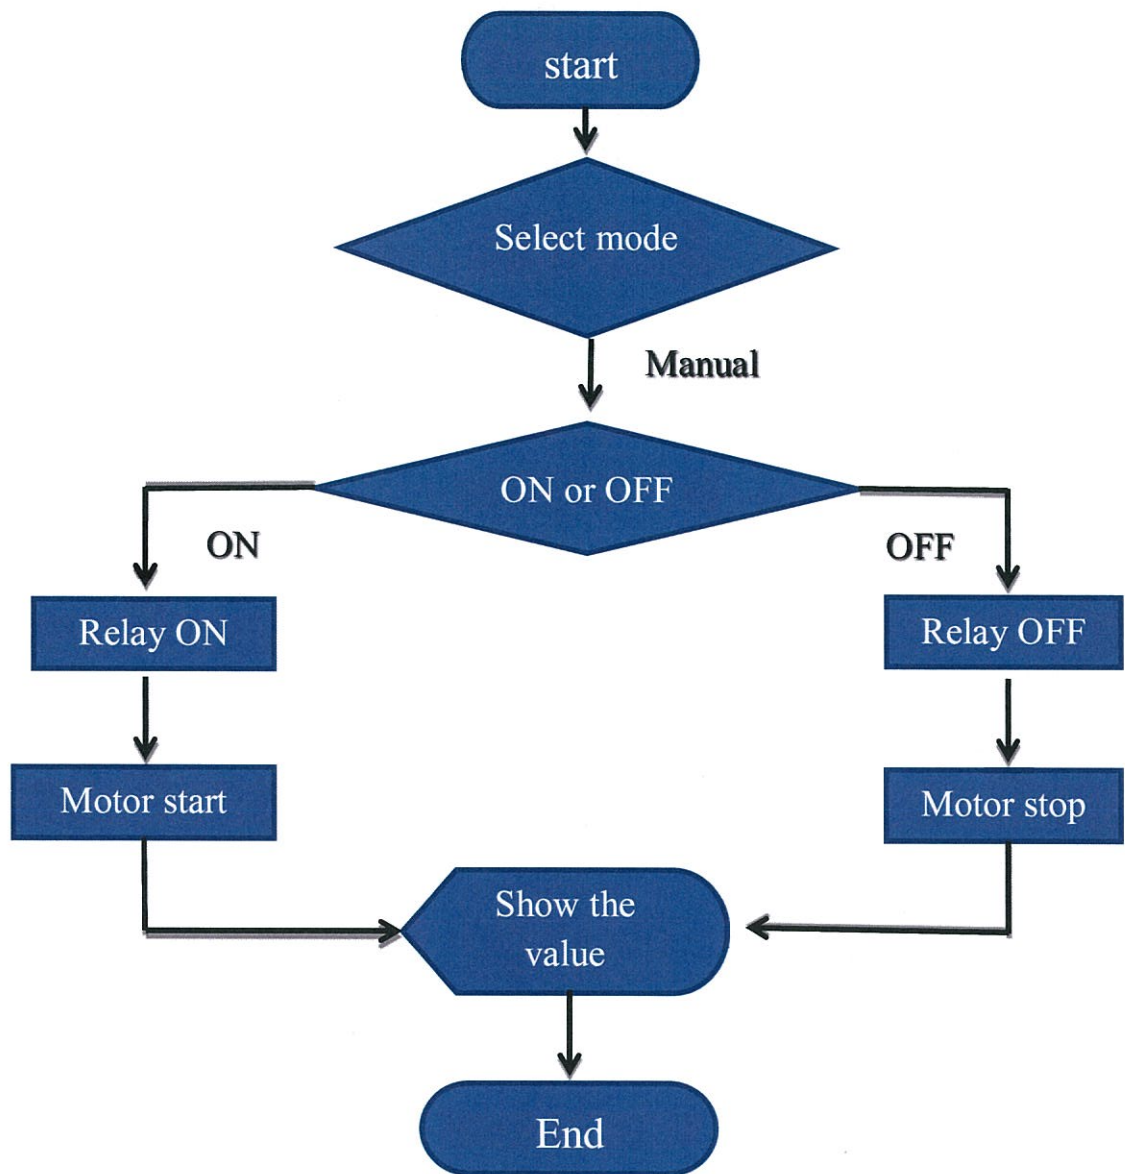 start
Select mode
Manual
ON or OFF
ON
OFF
Relay ON
Relay OFF
Motor start
Motor stop
Show the
value
End